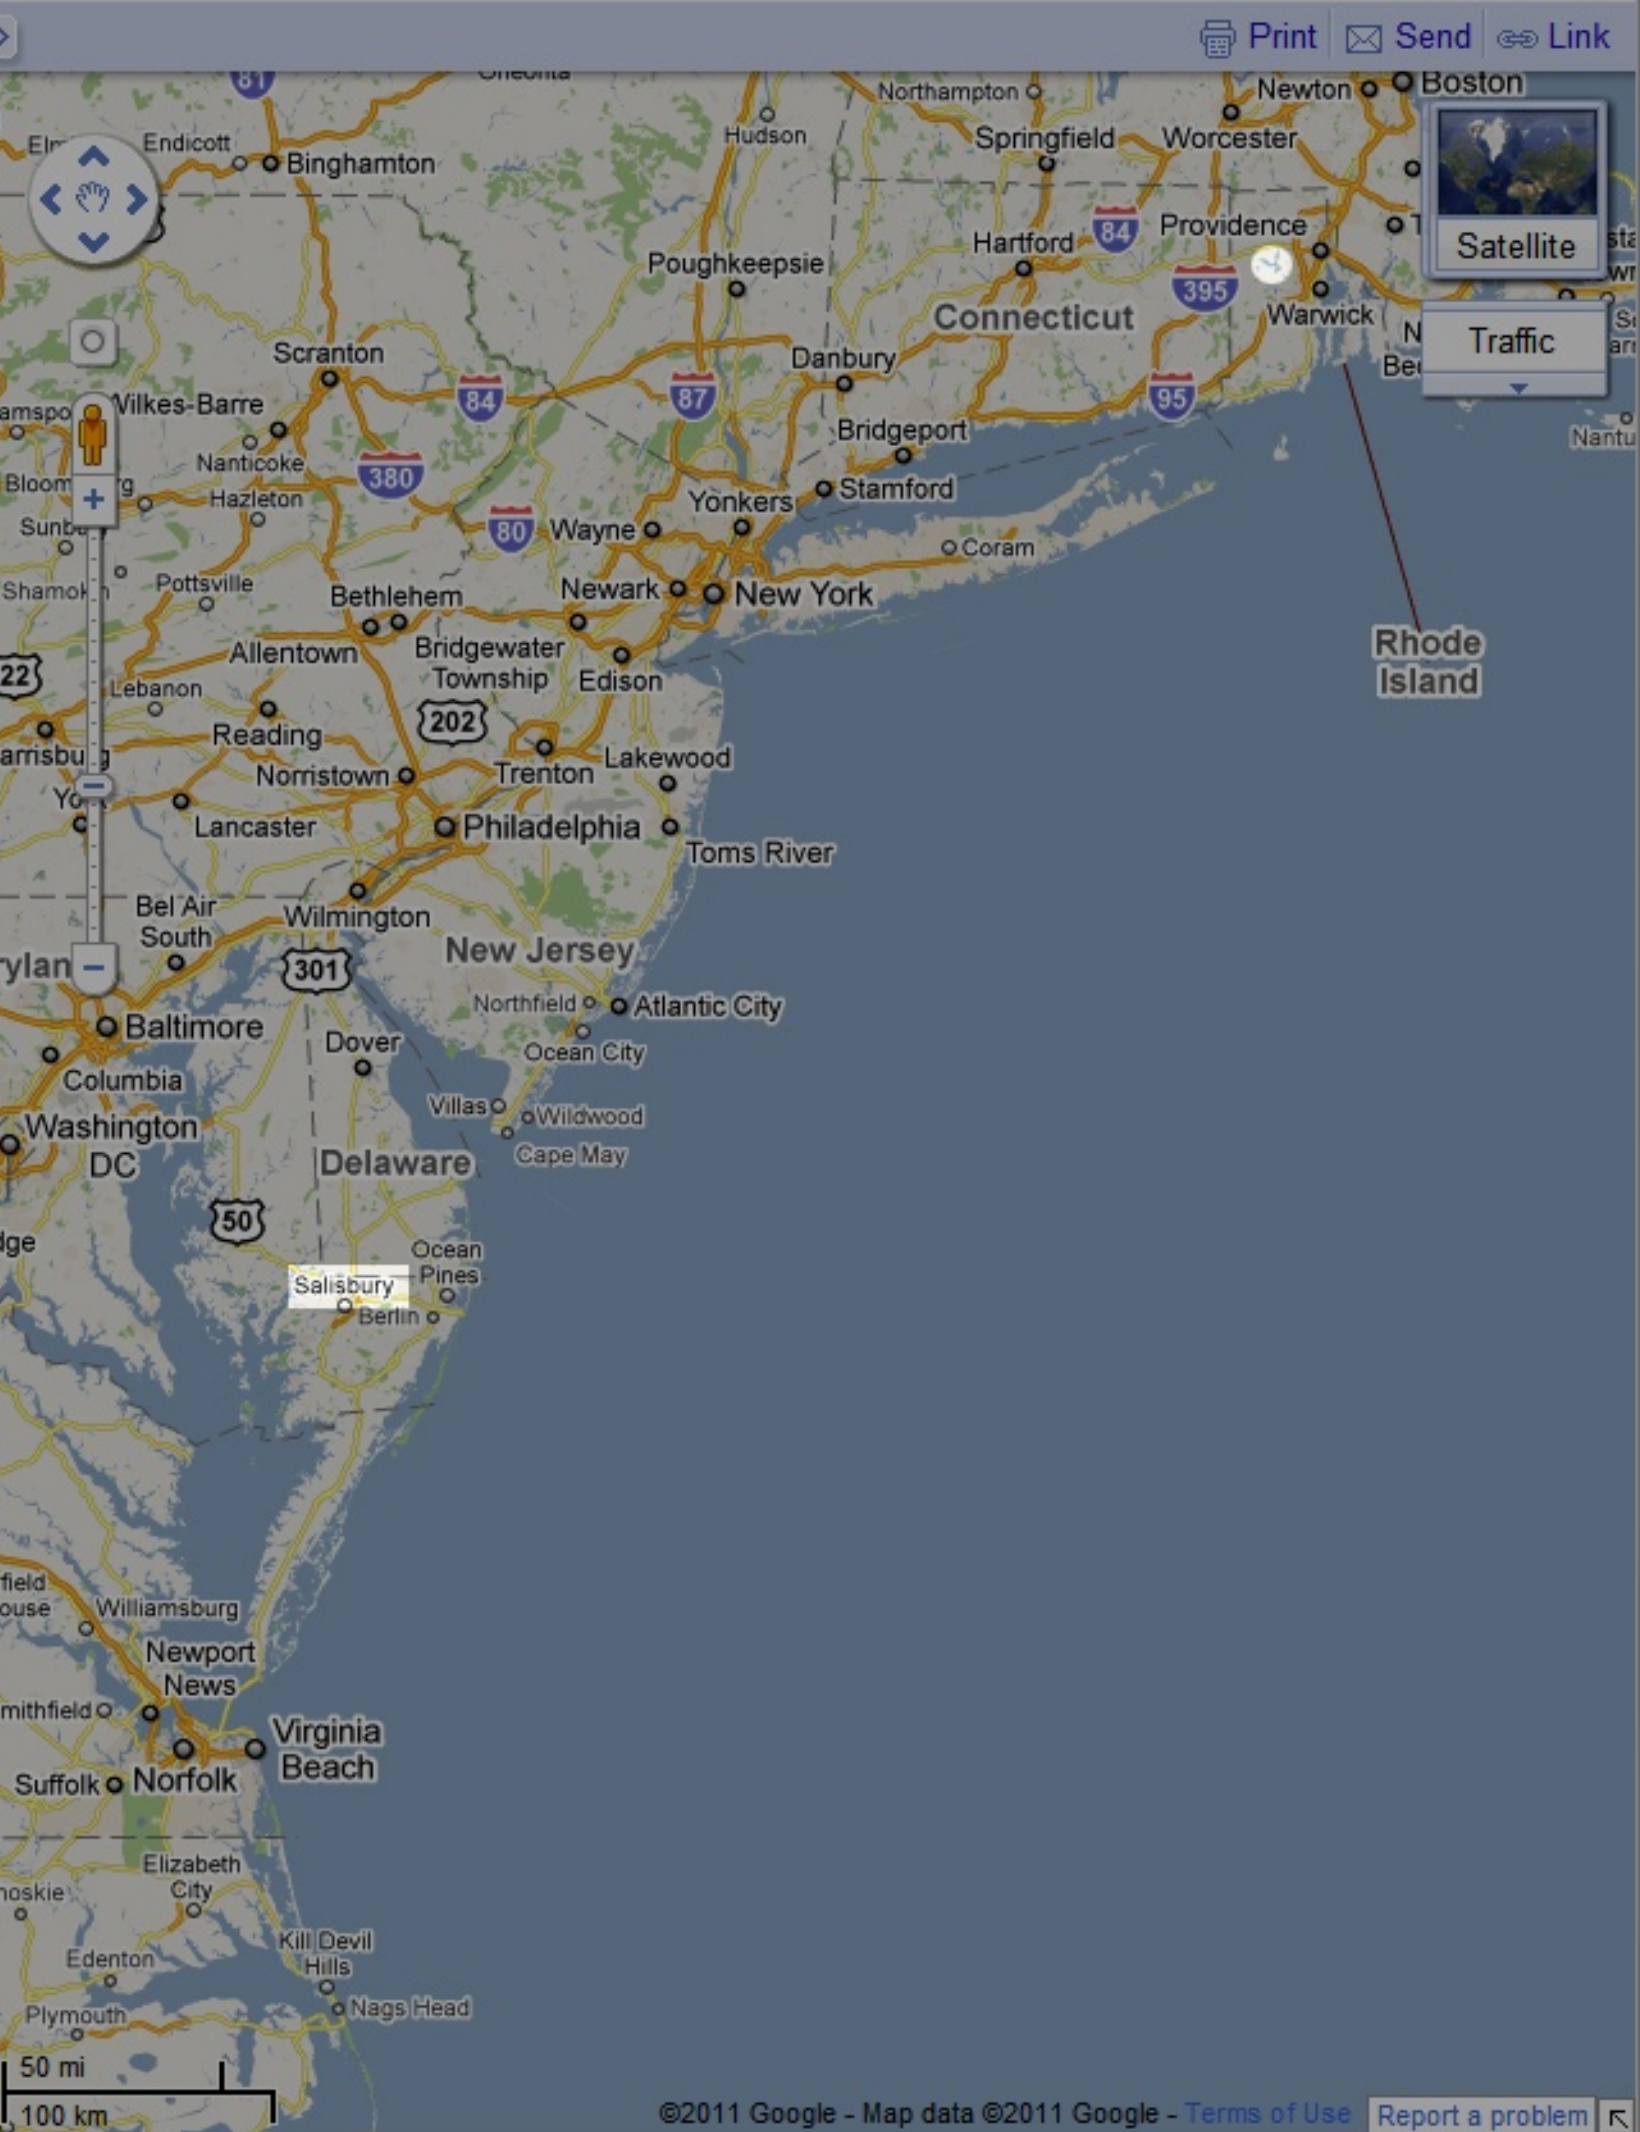 Print
Send
Link
81
Oneonta
Northampton
Newton
Boston
Endicott
Binghamton
Hudson
Springfield
Worcester
Satellite
Poughkeepsie
Hartford
84
Providence
395
Connecticut
Warwick
Traffic
Scranton
Danbury
84
87
95
Wilkes-Barre
Bridgeport
Nanticoke
380
Hazleton
Yonkers
Stamford
80
Wayne
Coram
Pottsville
Bethlehem
Newark
New York
Allentown
Bridgewater
Township
Edison
Rhode
Island
22
Lebanon
202
Reading
Norristown
Trenton
Lakewood
Lancaster
Philadelphia
Toms River
Bel Air
South
Wilmington
New Jersey
301
Northfield
Atlantic City
Baltimore
Dover
Ocean City
Columbia
Villas
Wildwood
Washington
DC
Cape May
Delaware
50
Ocean
Pines
Salisbury
Berlin
Williamsburg
Newport
News
mithfield
Virginia
Beach
Suffolk
Norfolk
Elizabeth
City
Kill Devil
Hills
Edenton
Nags Head
Plymouth
50 mi
100 km
©2011 Google - Map data ©2011 Google - Terms of Use
Report a problem